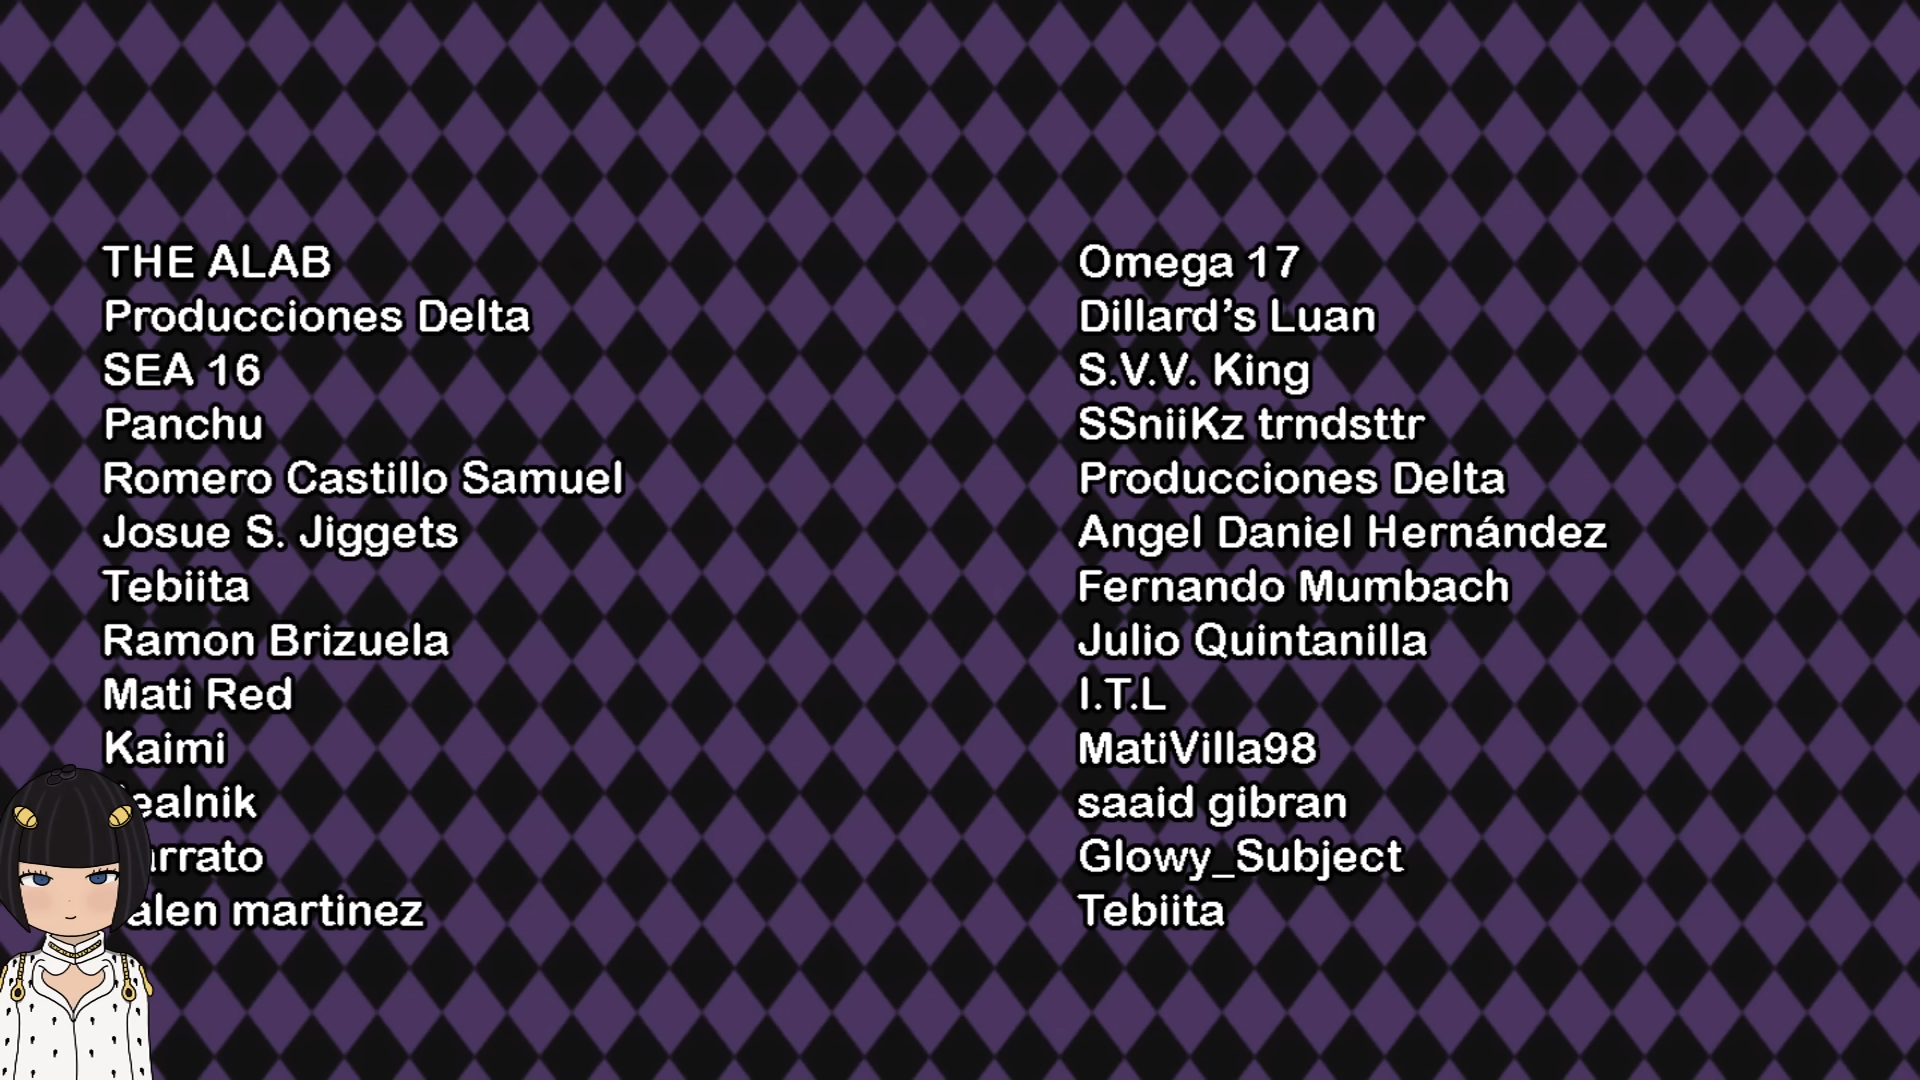 THE ALAB
Producciones Delta
SEA 16
Panchu
Romero Castillo Samuel
Josue S. Jiggets
Tebiita
Ramon Brizuela
Mati Red
Kaimi
martinez
Omega 17
Dillard’s Luan
S.V.V. King
SSniiKz trndsttr
Producciones Delta
Angel Daniel Hernández
Fernando Mumbach
Julio Quintanilla
I.T.L
MatiVilla98
saaid gibran
Glowy_Subject
Tebiita